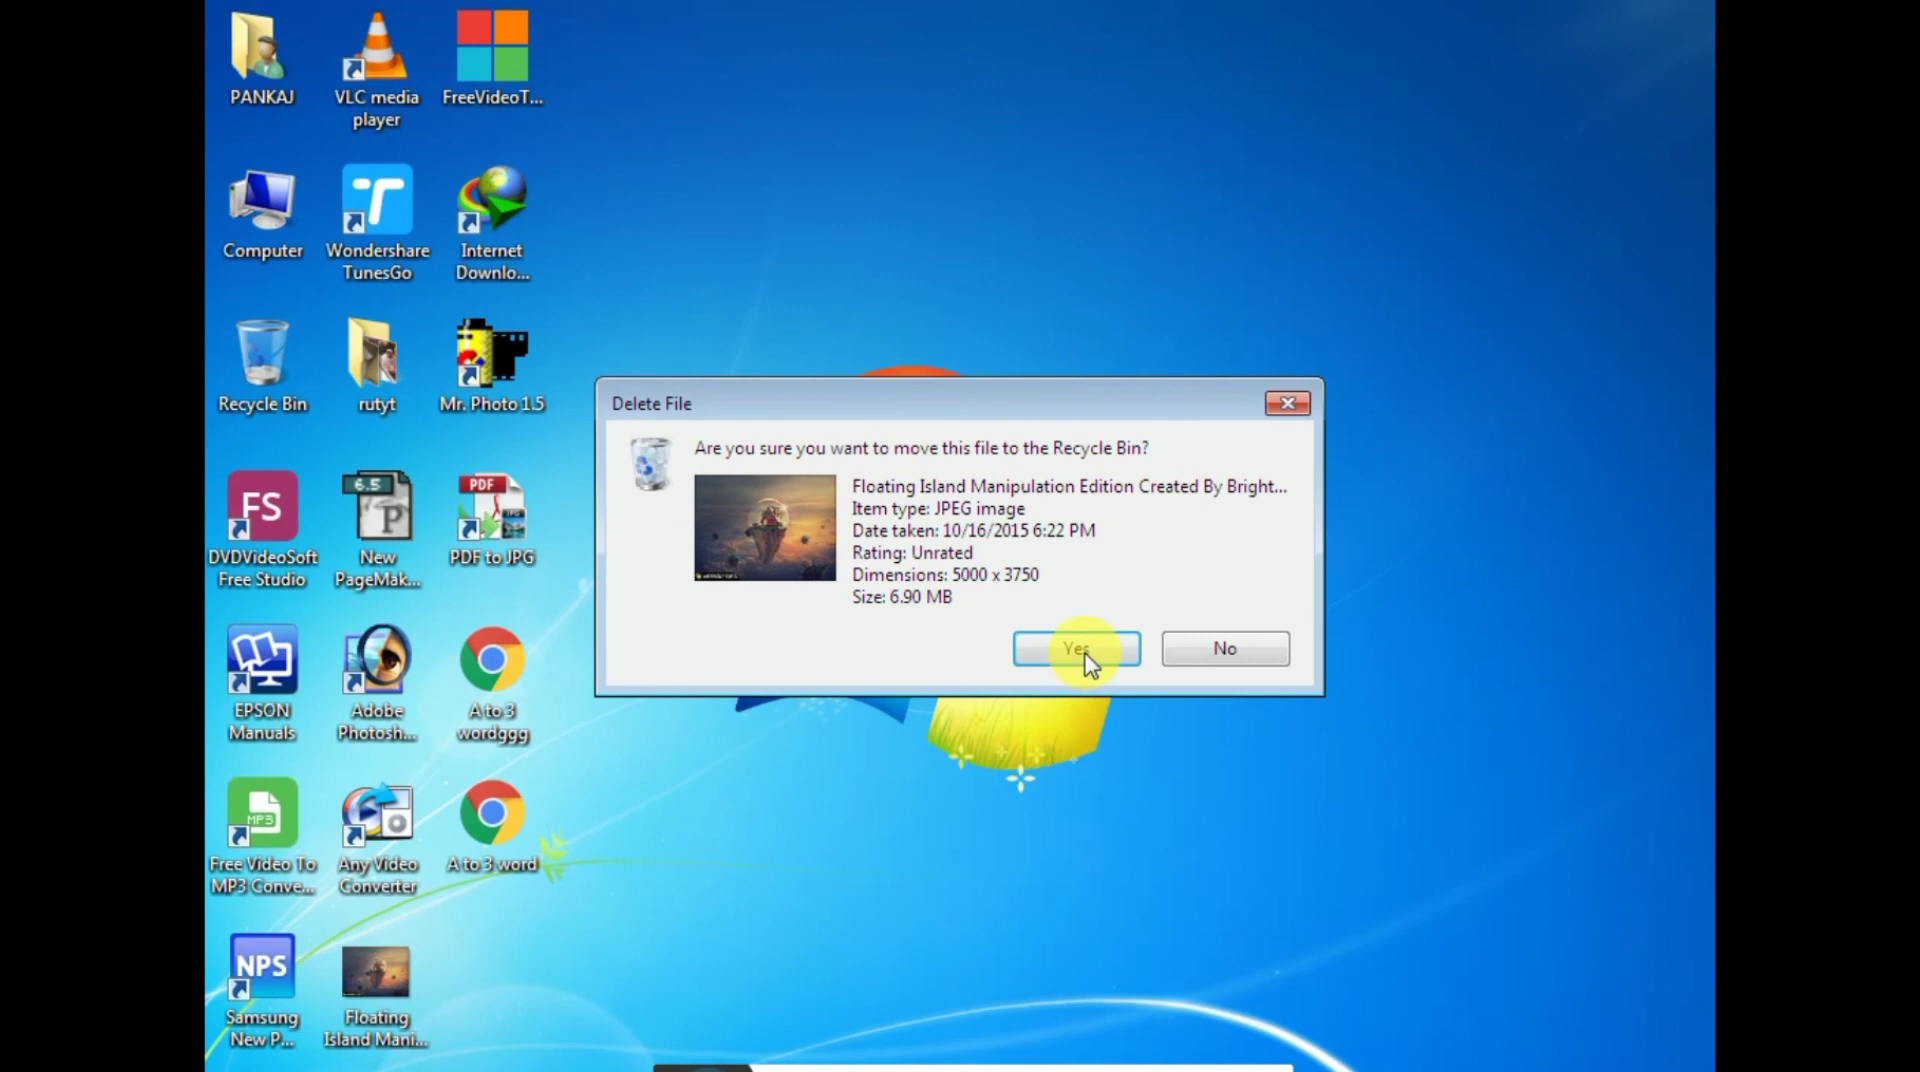 PANKAJ
VLC media
player
FreeVideoT...
Computer
Wondershare
TunesGo
Internet
Downlo...
Recycle Bin
rutyt
Mr. Photo 1.5
FS
DVDVideoSoft
Free Studio
6.5
P
New
PageMak...
PDF
JPG
PDF to JPG
EPSON
Manuals
Adobe
Photosh...
A to 3
wordggg
MP3
Free Video To
MP3 Conve...
Any Video
Converter
A to 3 word
NPS
Samsung
New P...
Floating
Island Mani...
Delete File
Are you sure you want to move this file to the Recycle Bin?
Floating Island Manipulation Edition Created By Bright...
Item type: JPEG image
Date taken: 10/16/2015 6:22 PM
Rating: Unrated
Dimensions: 5000 x 3750
Size: 6.90 MB
Yes
No